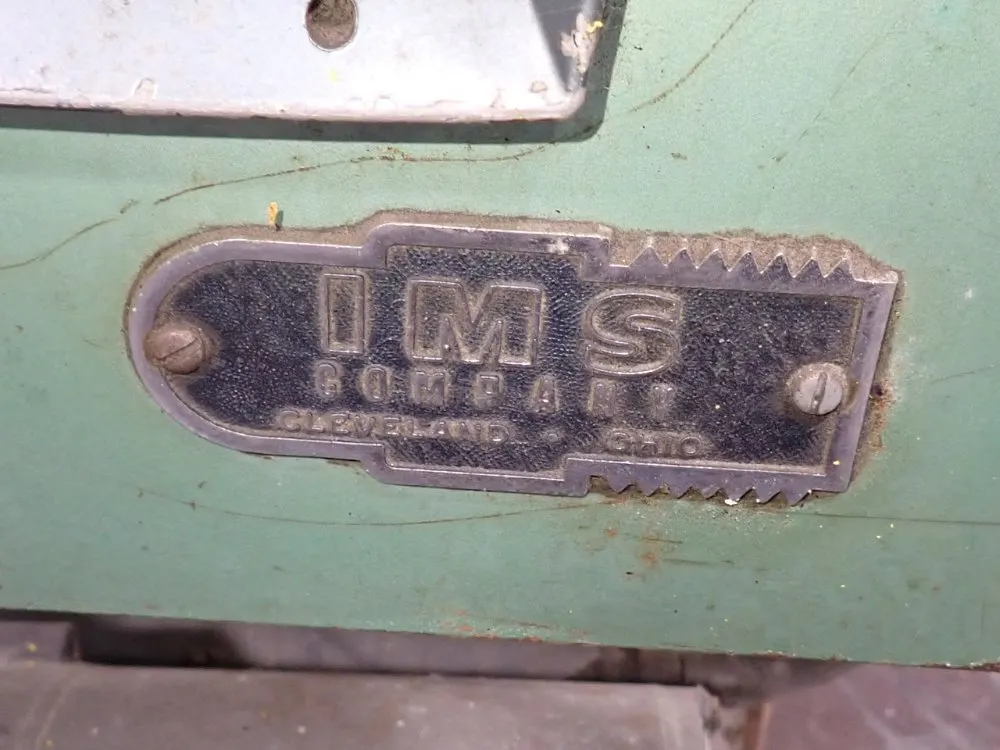 IMS
COMPANY
CLEVELAND • OHIO